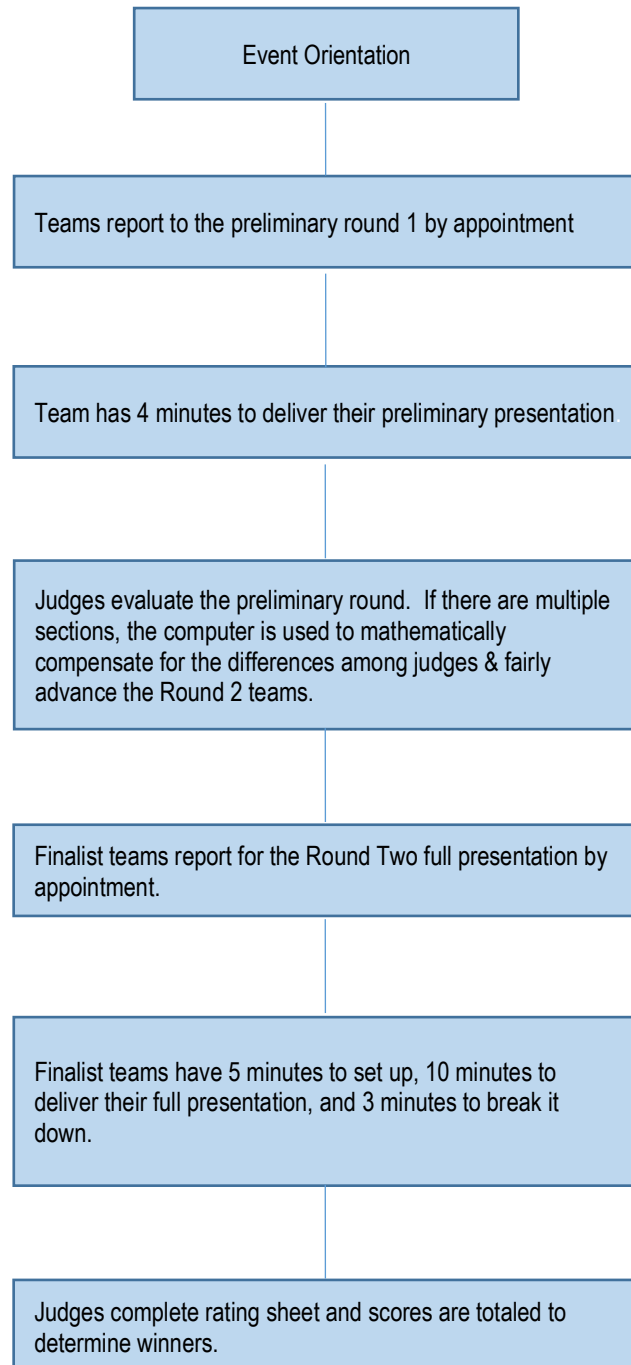 Event Orientation
Teams report to the preliminary round 1 by appointment
Team has 4 minutes to deliver their preliminary presentation.
Judges evaluate the preliminary round.  If there are multiple
sections, the computer is used to mathematically
compensate for the differences among judges & fairly
advance the Round 2 teams.
Finalist teams report for the Round Two full presentation by
appointment.
Finalist teams have 5 minutes to set up, 10 minutes to
deliver their full presentation, and 3 minutes to break it
down.
Judges complete rating sheet and scores are totaled to
determine winners.